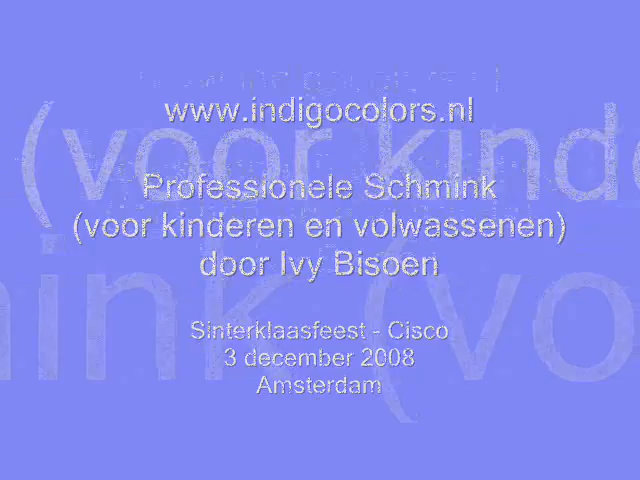 www.indigocolors.nl
Professionele Schmink
(voor kinderen en volwassenen)
door Ivy Bisoen
Sinterklaasfeest - Cisco
3 december 2008
Amsterdam